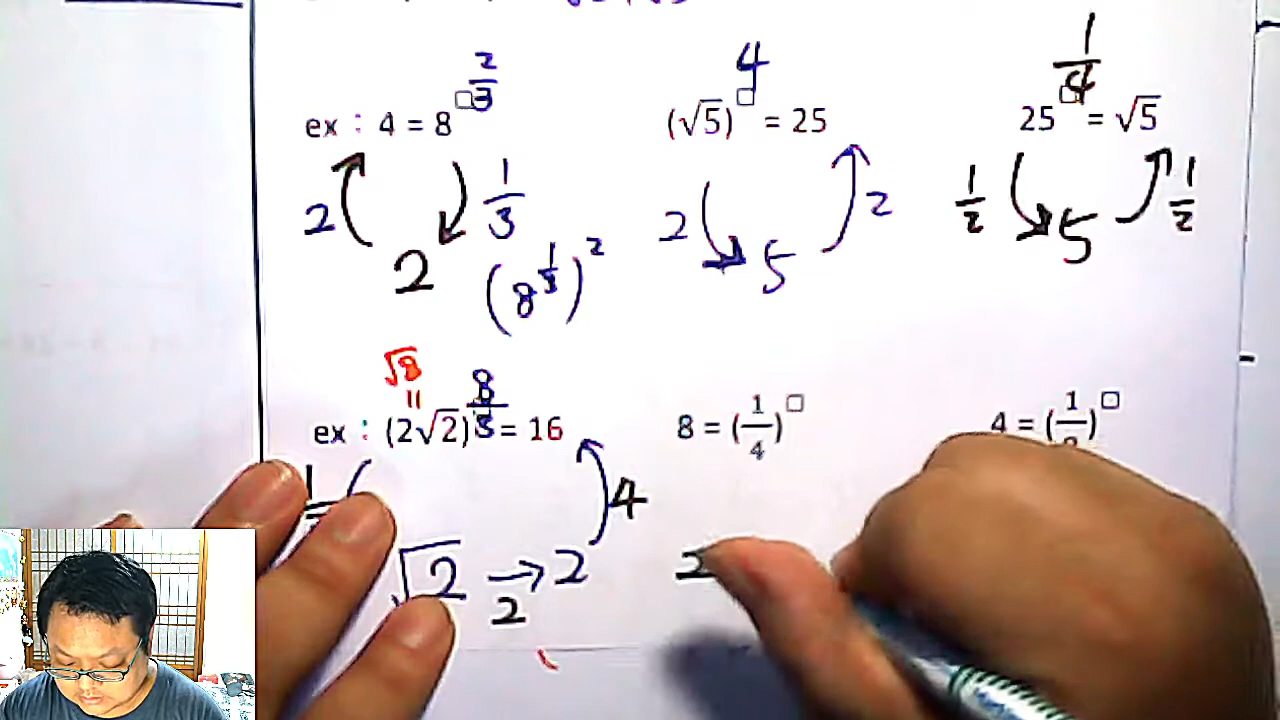 2/3 4 1/4
ex : 4 = 8^□ (√5)^□ = 25 25^□ = √5
2 1/3 2 2 1/2 1/2
2 (8^(1/3))^2 5 5
√8
=
8/3
ex : (2√2) = 16 8 = (1/4)^□ 4 = (1/ )^□
1 4
√2 → 2 2
2